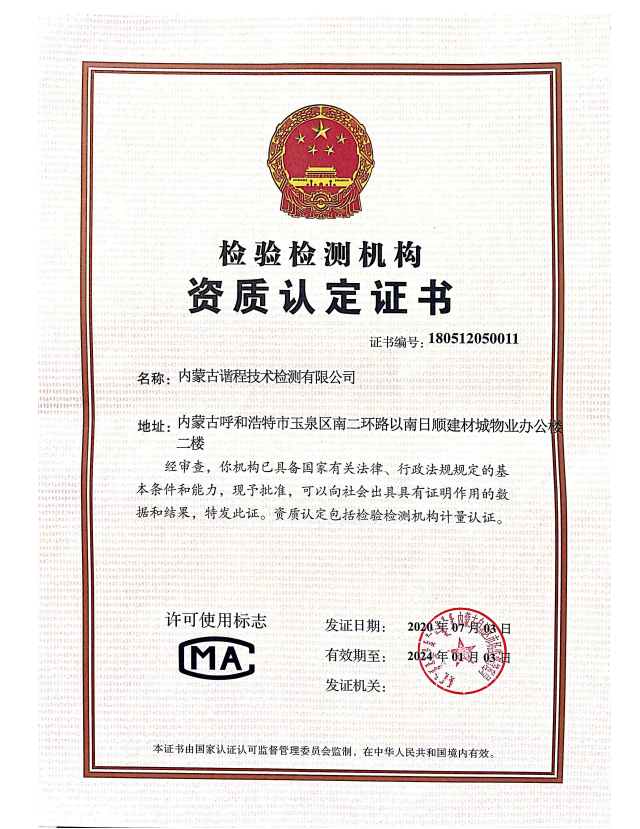 检验检测机构
资质认定证书
证书编号：180512050011
名称：内蒙古谐程技术检测有限公司
地址：内蒙古呼和浩特市玉泉区南二环路以南日顺建材城物业办公楼
二楼
经审查，你机构已具备国家有关法律、行政法规规定的基
本条件和能力，现予批准，可以向社会出具具有证明作用的数
据和结果，特发此证。资质认定包括检验检测机构计量认证。
许可使用标志
MA
发证日期：2020年07月03日
有效期至：2024年01月03日
发证机关：
本证书由国家认证认可监督管理委员会监制，在中华人民共和国境内有效。